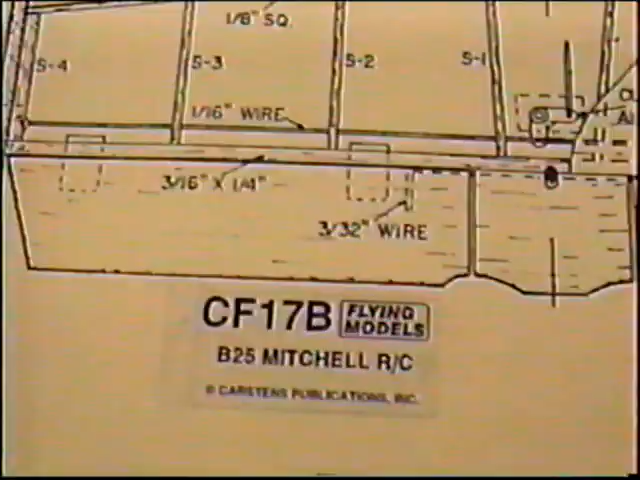 1/8" SQ.
S-4
S-3
S-2
S-1
1/16" WIRE
3/16" X 1/4"
3/32" WIRE
CF17B FLYING MODELS
B25 MITCHELL R/C
© CARSTENS PUBLICATIONS, INC.